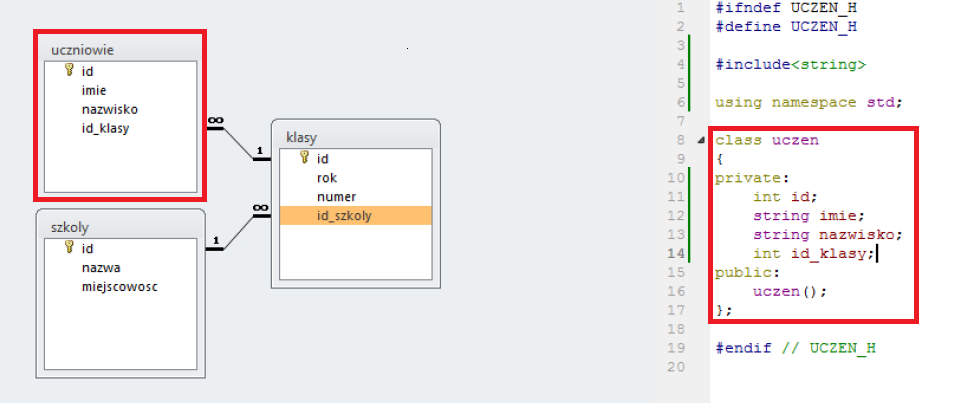 uczniowie
id
imie
nazwisko
id_klasy
∞
1
klasy
id
rok
numer
id_szkoly
∞
1
szkoly
id
nazwa
miejscowosc
1 #ifndef UCZEN_H
2 #define UCZEN_H
3
4 #include<string>
5
6 using namespace std;
7
8 class uczen
9 {
10 private:
11 int id;
12 string imie;
13 string nazwisko;
14 int id_klasy;
15 public:
16 uczen();
17 };
18
19 #endif // UCZEN_H
20